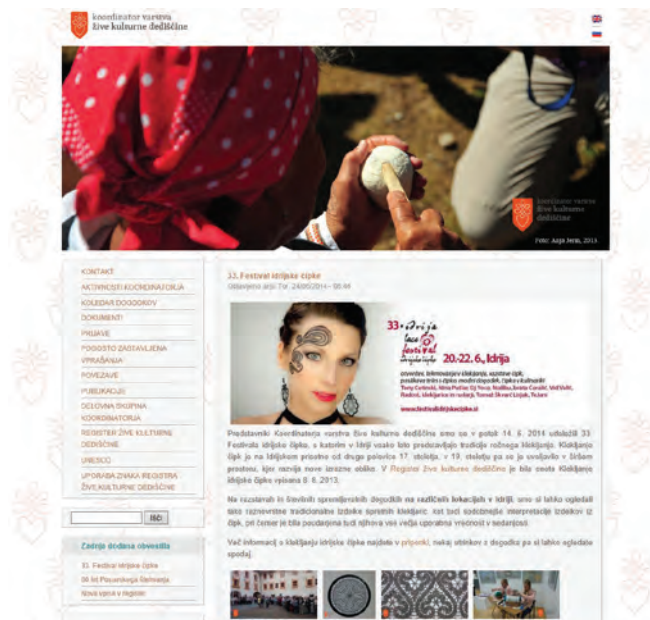 koordinator varstva
žive kulturne dediščine
koordinator varstva
žive kulturne
dediščine
Foto: Anja Jerin, 2013
KONTAKT
AKTIVNOSTI KOORDINATORJA
KOLEDAR DOGODKOV
DOKUMENTI
PRIJAVE
POGOSTO ZASTAVLJENA
VPRAŠANJA
POVEZAVE
PUBLIKACIJE
DELOVNA SKUPINA
KOORDINATORJA
REGISTER ŽIVE KULTURNE
DEDIŠČINE
UNESCO
UPORABA ZNAKA REGISTRA
ŽIVE KULTURNE DEDIŠČINE
Išči
Zadnja dodana obvestila
33. Festival idrijske čipke
Nova vpisa v register
33. Festival idrijske čipke
Objavljeno 24/06/2014 -
33. idrija
lace
festival
idrijske čipke
20.-22. 6., Idrija
otvoritev, tekmovanja v klekljanju, razstave čipk,
www.festivalidrijskecipke.si
Predstavniki Koordinatorja varstva žive kulturne dediščine smo se v petek 14. 6. 2014 udeležili 33.
Festivala idrijske čipke, s katerim v Idriji vsako leto predstavljajo tradicijo ročnega klekljanja. Klekljanje
čipk je na Idrijskem prisotno od druge polovice 17. stoletja, v 19. stoletju pa se je uveljavilo v širšem
prostoru, kjer razvija nove izrazne oblike. V Register žive kulturne dediščine je bila enota Klekljanje
idrijske čipke vpisana 8. 6. 2013.
Na razstavah in številnih spremljevalnih dogodkih na različnih lokacijah v Idriji, smo si lahko ogledali
tako raznovrstne tradicionalne izdelke spretnih klekljaric, kot tudi sodobnejše interpretacije izdelkov iz
čipk, pri čemer je bila poudarjena tudi njihova vse večja uporabna vrednost v sedanjosti.
Več informacij o klekljanju idrijske čipke najdete v priponki, nekaj utrinkov z dogodka pa si lahko ogledate
spodaj.